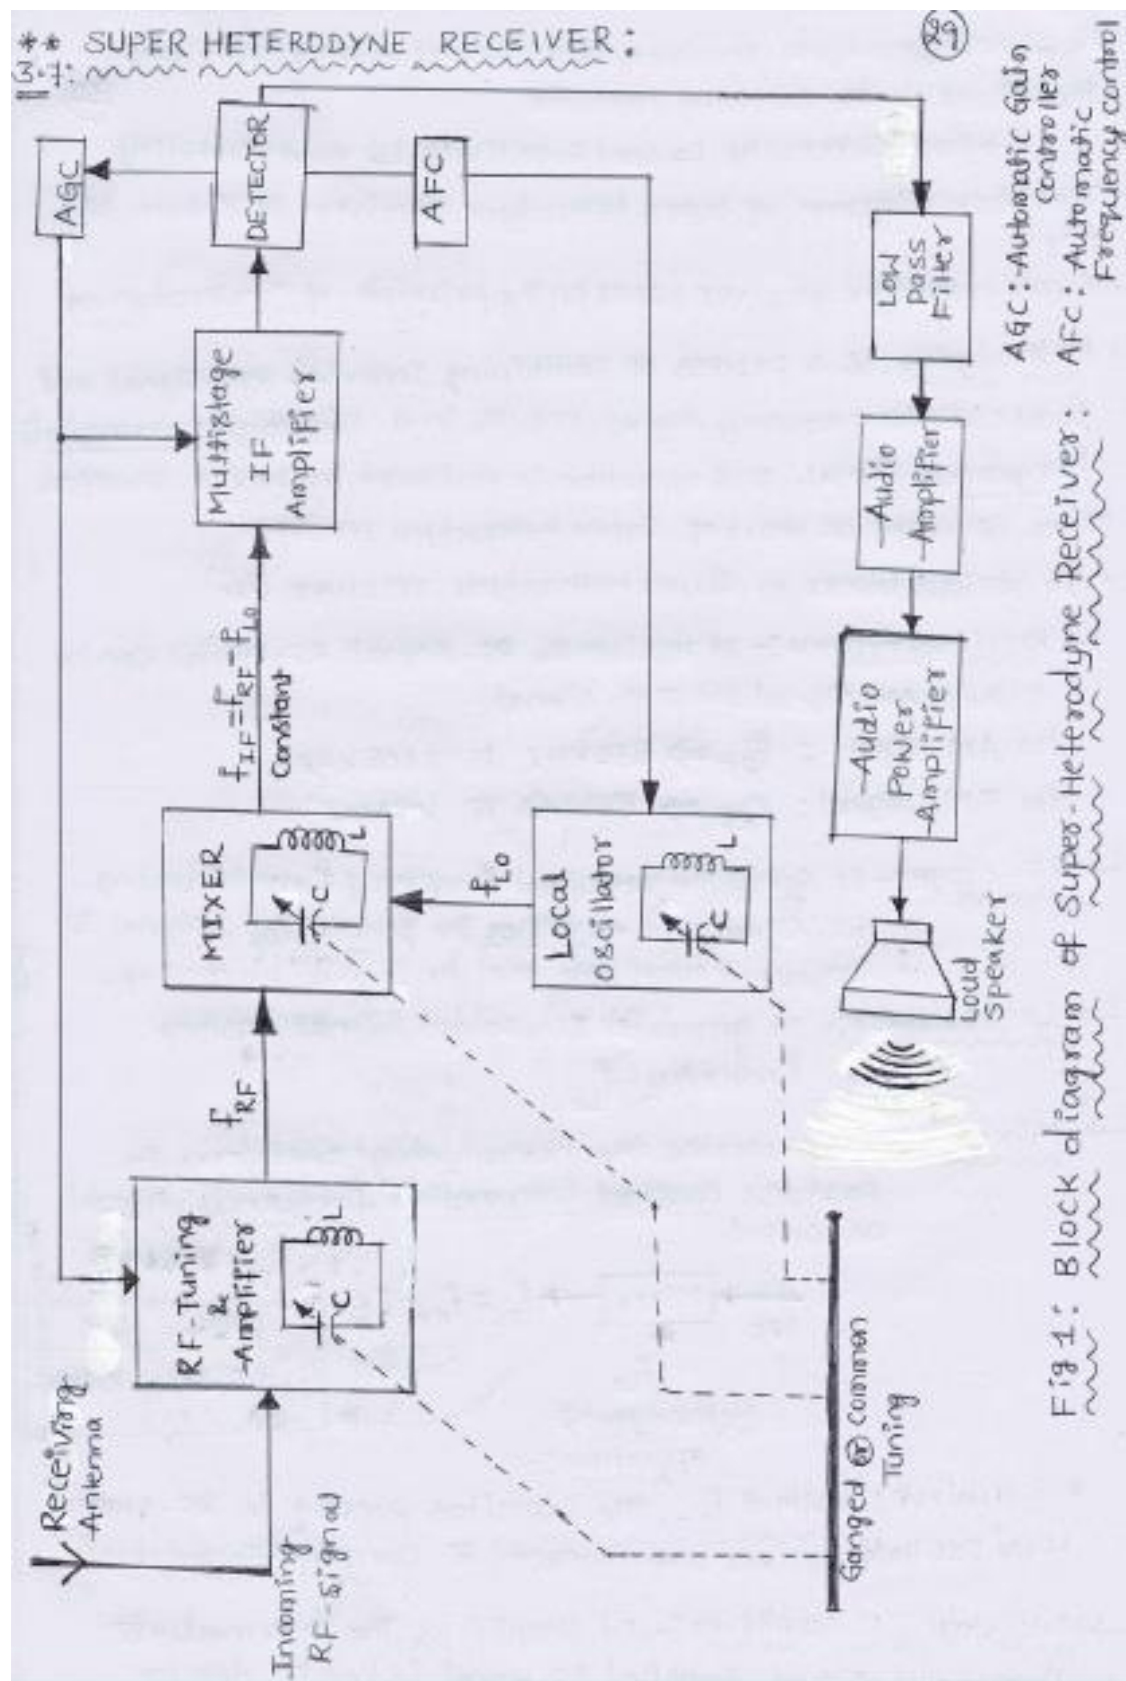 ** SUPER HETERODYNE RECEIVER:
3.7:
Receiving
Antenna
Incoming
RF-signal
RF-Tuning
&
Amplifier
L
C
fRF
MIXER
L
C
fIF=fRF-fLO
Constant
Multistage
IF
Amplifier
DETECTOR
AGC
AFC
fLO
Local
Oscillator
L
C
Low
pass
Filter
Audio
Amplifier
Audio
Power
Amplifier
Loud
Speaker
Ganged or Common
Tuning
AGC:-Automatic Gain
Controller
AFC: Automatic
Frequency control
Fig 1: Block diagram of Super-Heterodyne Receiver: